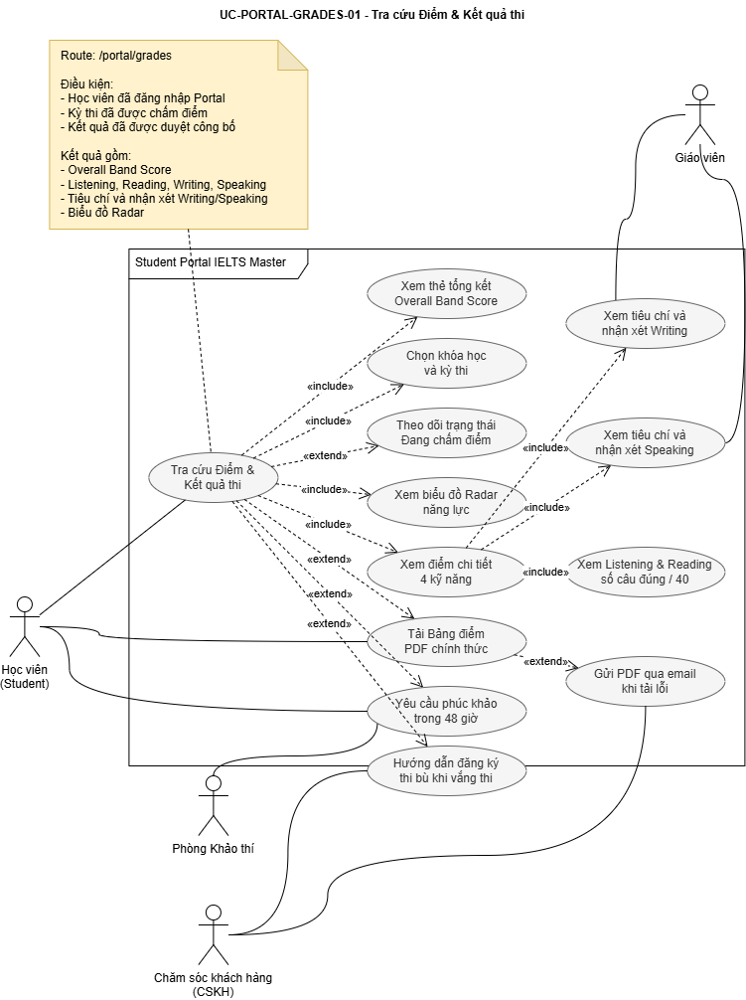 UC-PORTAL-GRADES-01 - Tra cứu Điểm & Kết quả thi
Route: /portal/grades
Điều kiện:
- Học viên đã đăng nhập Portal
- Kỳ thi đã được chấm điểm
- Kết quả đã được duyệt công bố
Kết quả gồm:
- Overall Band Score
- Listening, Reading, Writing, Speaking
- Tiêu chí và nhận xét Writing/Speaking
- Biểu đồ Radar
Giáo viên
Student Portal IELTS Master
Xem thẻ tổng kết
Overall Band Score
Xem tiêu chí và
nhận xét Writing
Chọn khóa học
và kỳ thi
«include»
«include»
Theo dõi trạng thái
Đang chấm điểm
Xem tiêu chí và
nhận xét Speaking
«extend»
«include»
Tra cứu Điểm &
Kết quả thi
Xem biểu đồ Radar
năng lực
«include»
«include»
«include»
Xem điểm chi tiết
4 kỹ năng
«include»
Xem Listening & Reading
số câu đúng / 40
«extend»
«extend»
«extend»
Tải Bảng điểm
PDF chính thức
«extend»
Gửi PDF qua email
khi tải lỗi
Học viên
(Student)
Yêu cầu phúc khảo
trong 48 giờ
Hướng dẫn đăng ký
thi bù khi vắng thi
Phòng Khảo thí
Chăm sóc khách hàng
(CSKH)